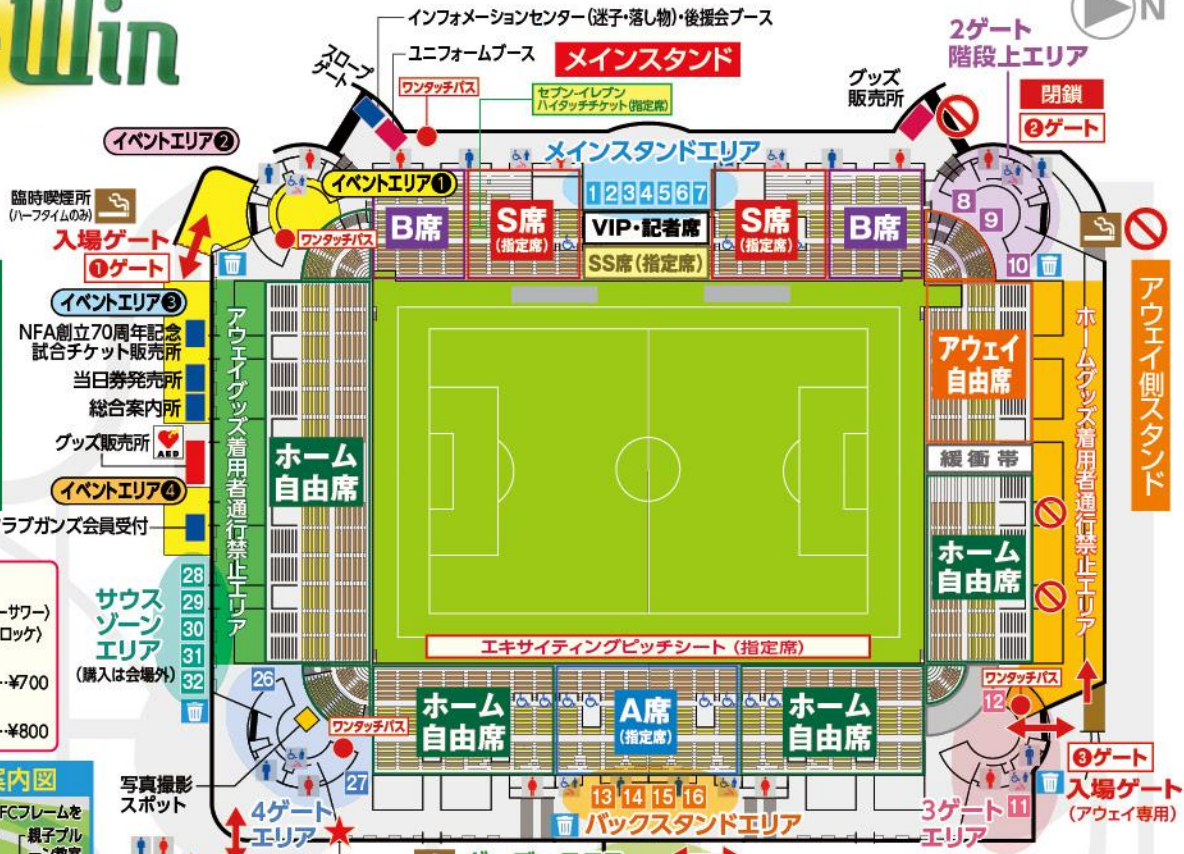 Win
N
インフォメーションセンター(迷子・落し物)・後援会ブース
ユニフォームブース
スロープ
ゲート
ワンタッチパス
メインスタンド
セブン-イレブン
ハイタッチチケット(指定席)
グッズ
販売所
2ゲート
階段上エリア
閉鎖
❷ゲート
イベントエリア❷
イベントエリア❶
メインスタンドエリア
1 2 3 4 5 6 7
臨時喫煙所
(ハーフタイムのみ)
入場ゲート
❶ゲート
ワンタッチパス
B席
S席
(指定席)
VIP・記者席
SS席(指定席)
S席
(指定席)
B席
8
9
10
イベントエリア❸
NFA創立70周年記念
試合チケット販売所
当日券発売所
総合案内所
グッズ販売所
AED
イベントエリア❹
ラブガンズ会員受付
アウェイグッズ着用者通行禁止エリア
ホーム
自由席
アウェイ
自由席
緩衝帯
ホーム
自由席
ホームグッズ着用者通行禁止エリア
アウェイ側スタンド
サウス
ゾーン
エリア
(購入は会場外)
28
29
30
31
32
ーサワー)
ロッケ)
¥700
¥800
エキサイティングピッチシート(指定席)
ホーム
自由席
A席
(指定席)
ホーム
自由席
26
27
ワンタッチパス
写真撮影
スポット
4ゲート
エリア
13 14 15 16
バックスタンドエリア
ワンタッチパス
12
11
3ゲート
エリア
❸ゲート
入場ゲート
(アウェイ専用)
案内図
FCフレームを
親子プル